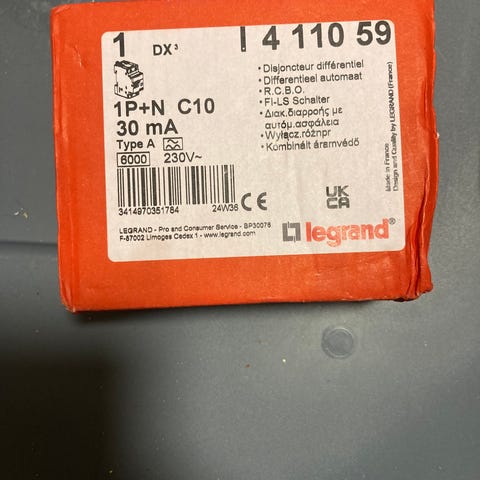 1 DX³ 4 110 59
• Disjoncteur différentiel
• Differentieel automaat
• R.C.B.O.
• FI-LS Schalter
• Διακ.διαρροής με
αυτόμ.ασφάλεια
• Wyłącz.różnpr
• Kombinált áramvédő
1P+N C10
30 mA
Type A
6000 230V~
3414970351784 24W36
CE
UK
CA
LEGRAND - Pro and Consumer Service - BP30076
F-87002 Limoges Cedex 1 - www.legrand.com
legrand®
Made in France
Design and Quality by LEGRAND (France)